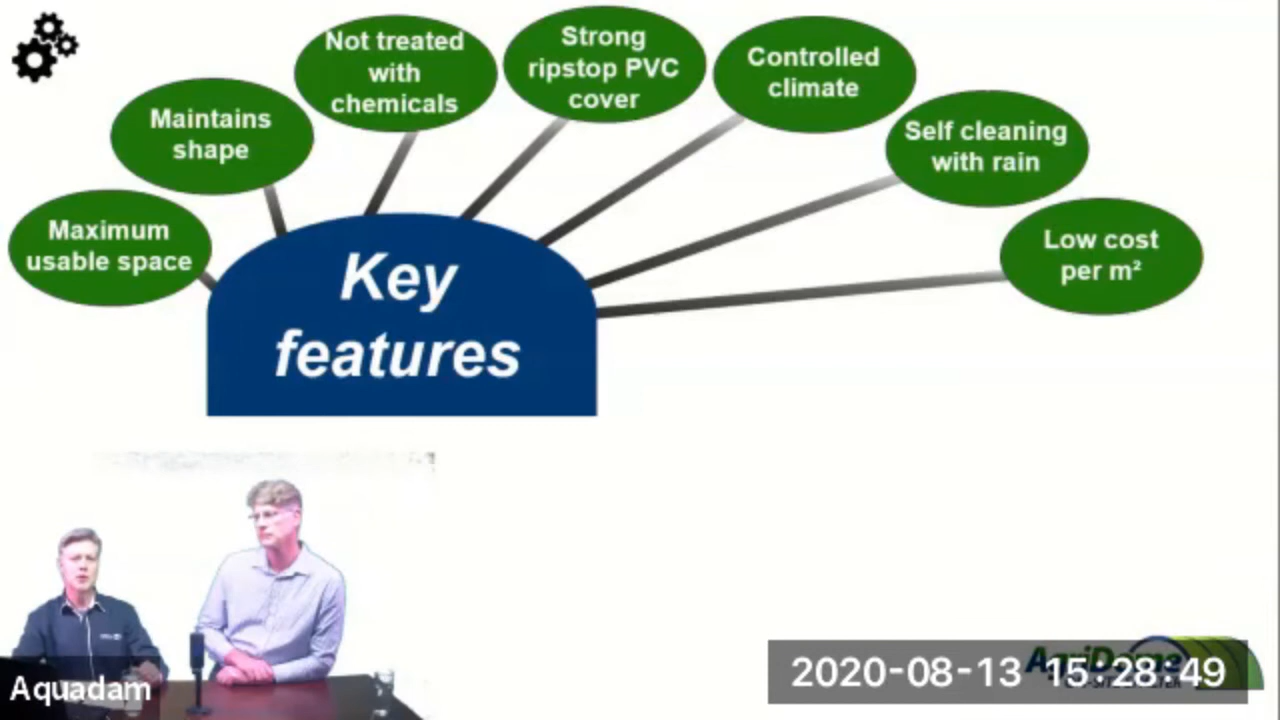 Not treated
with
chemicals
Strong
ripstop PVC
cover
Controlled
climate
Maintains
shape
Self cleaning
with rain
Maximum
usable space
Low cost
per m²
Key
features
Aquadam
AgriDome
2020-08-13 15:28:49